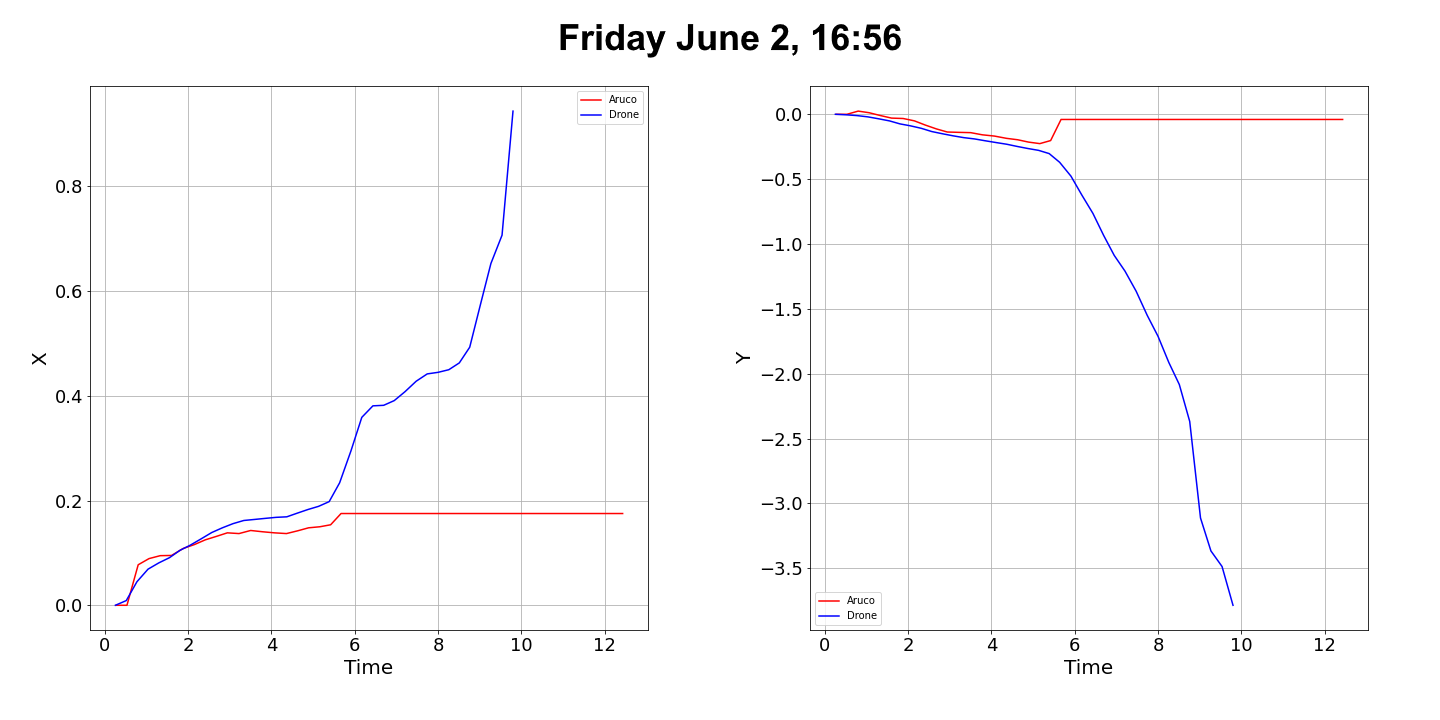 Friday June 2, 16:56
Aruco
Drone
0.8
0.6
0.4
0.2
0.0
X
0 2 4 6 8 10 12
Time
0.0
−0.5
−1.0
−1.5
−2.0
−2.5
−3.0
−3.5
Y
Aruco
Drone
0 2 4 6 8 10 12
Time